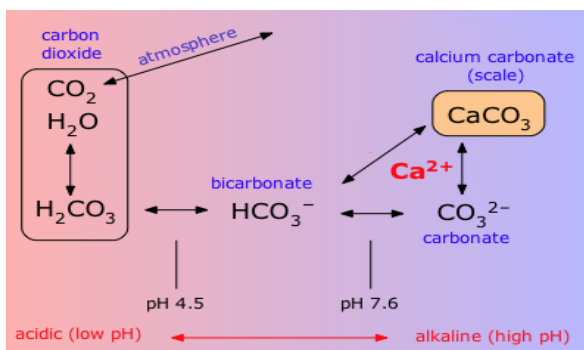 carbon
dioxide
atmosphere
CO₂
H₂O
H₂CO₃
bicarbonate
HCO₃⁻
calcium carbonate
(scale)
CaCO₃
Ca²⁺
CO₃²⁻
carbonate
pH 4.5
pH 7.6
acidic (low pH)
alkaline (high pH)